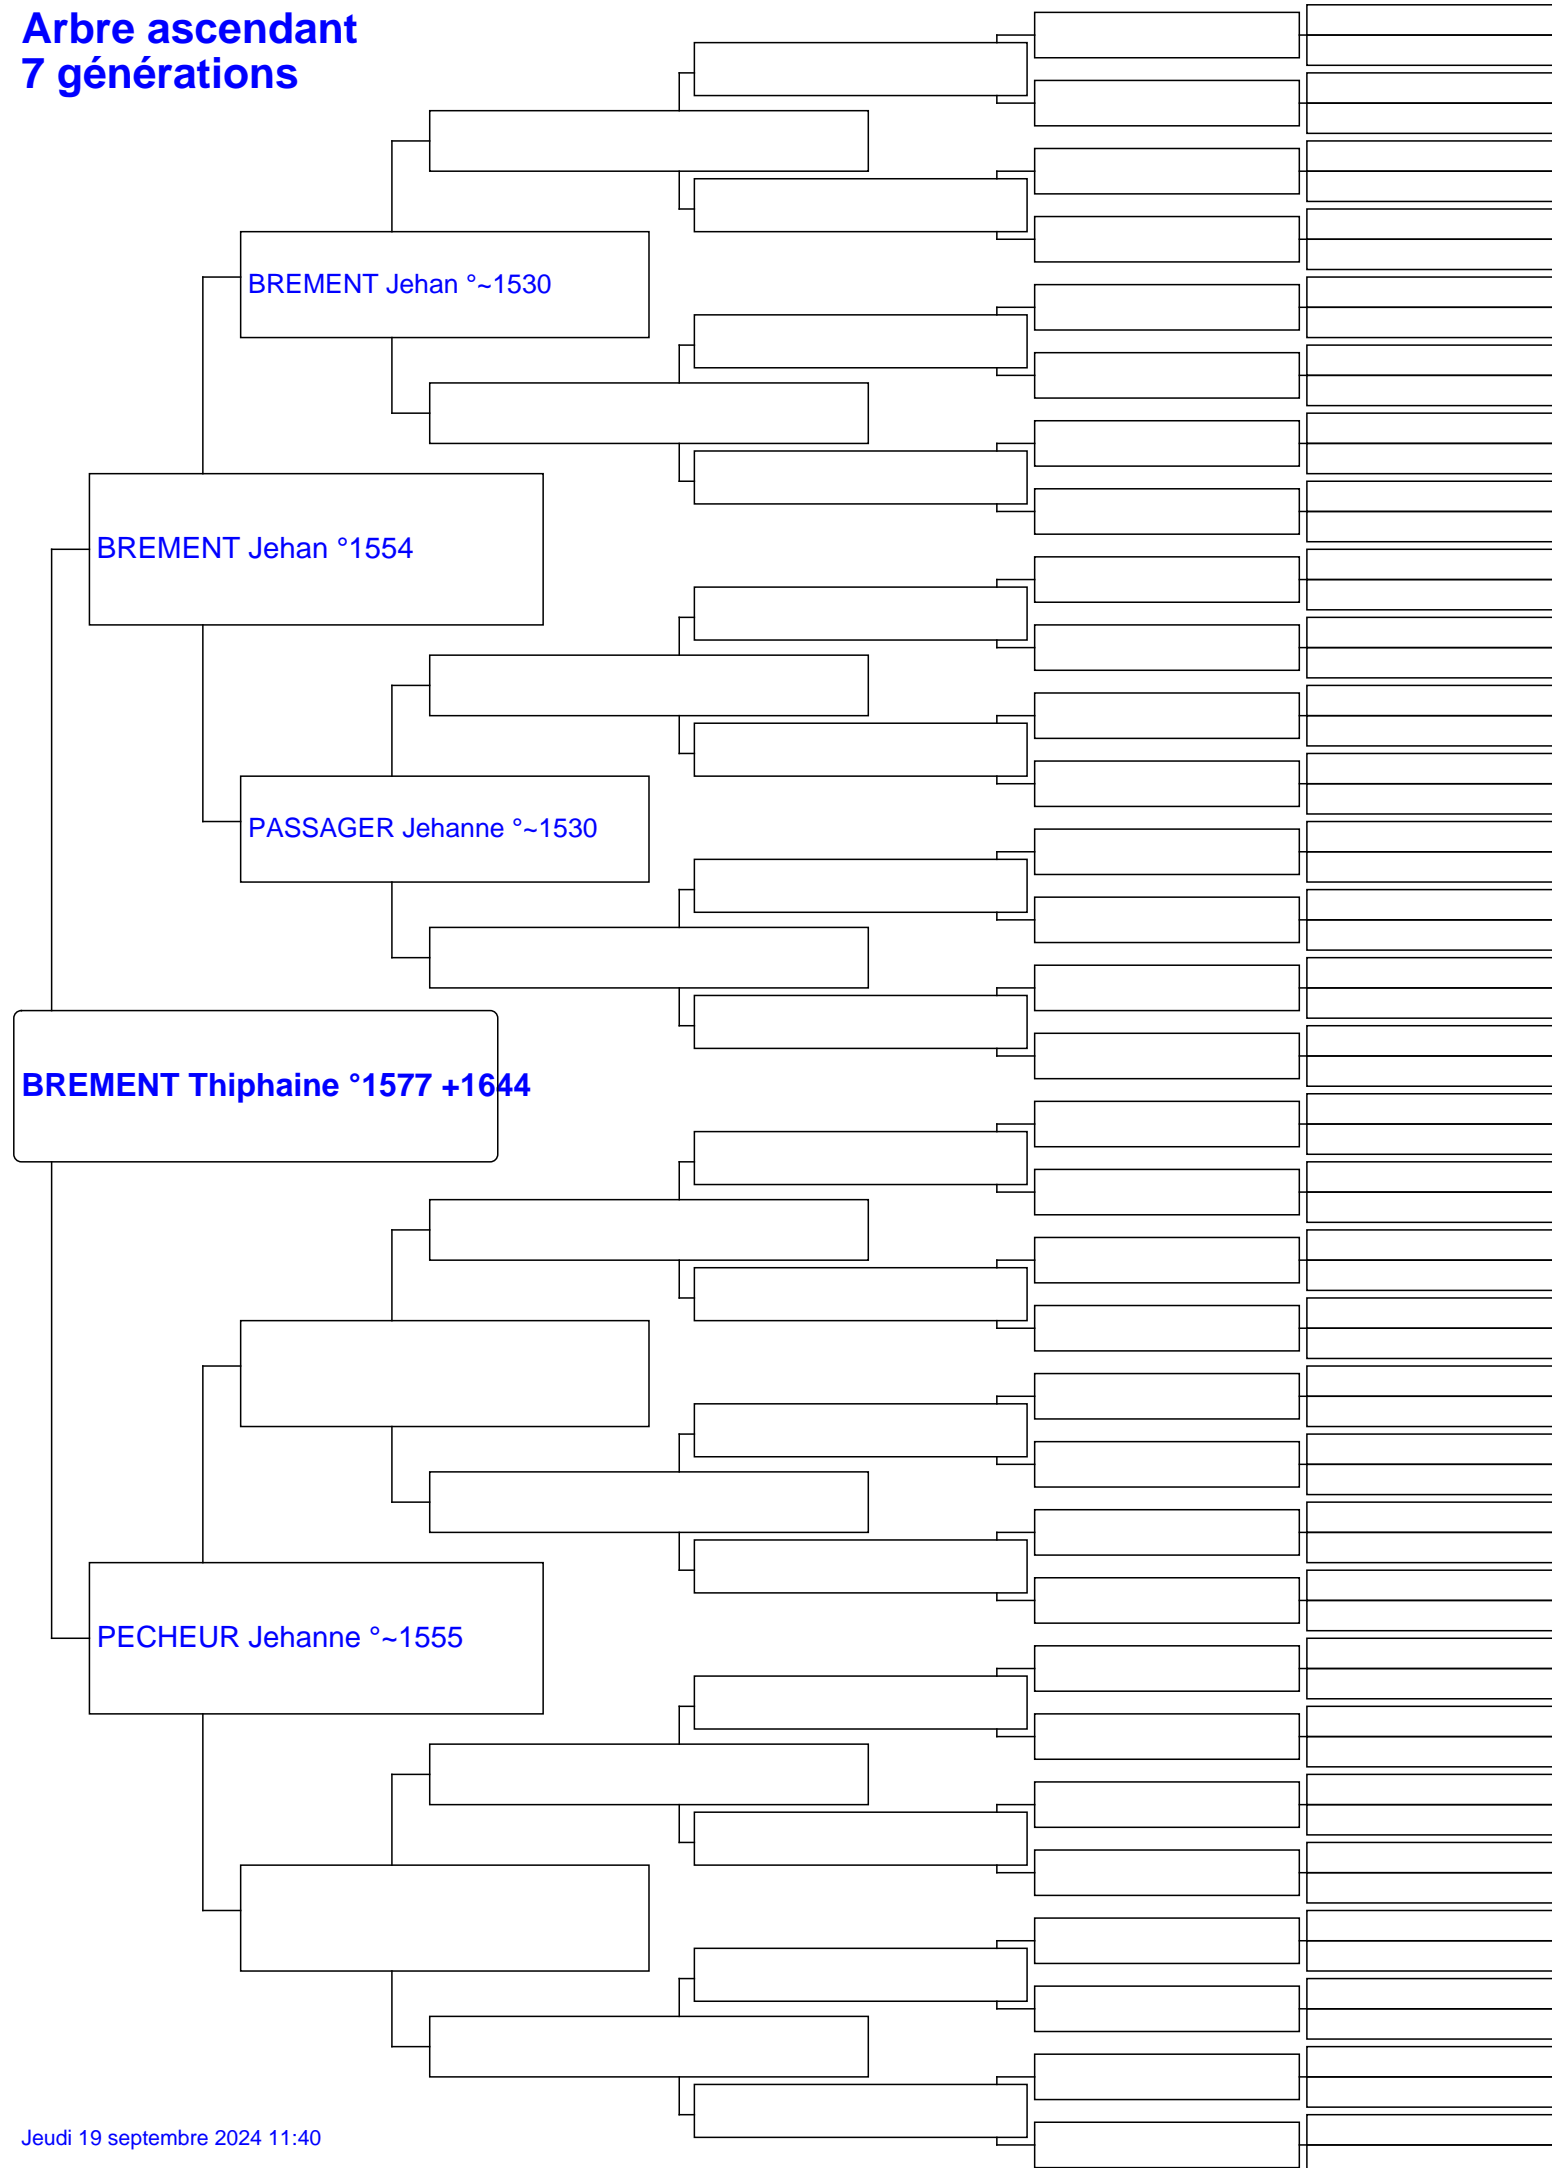 Arbre ascendant
7 générations
BREMENT Jehan °~1530
BREMENT Jehan °1554
PASSAGER Jehanne °~1530
BREMENT Thiphaine °1577 +1644
PECHEUR Jehanne °~1555
Jeudi 19 septembre 2024 11:40